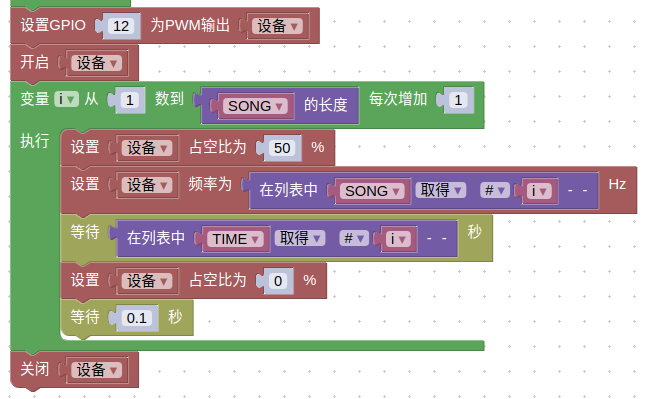 设置GPIO 12 为PWM输出 设备
开启 设备
变量 i 从 1 数到 SONG 的长度 每次增加 1
执行 设置 设备 占空比为 50 %
设置 设备 频率为 在列表中 SONG 取得 # i - - Hz
等待 在列表中 TIME 取得 # i - - 秒
设置 设备 占空比为 0 %
等待 0.1 秒
关闭 设备